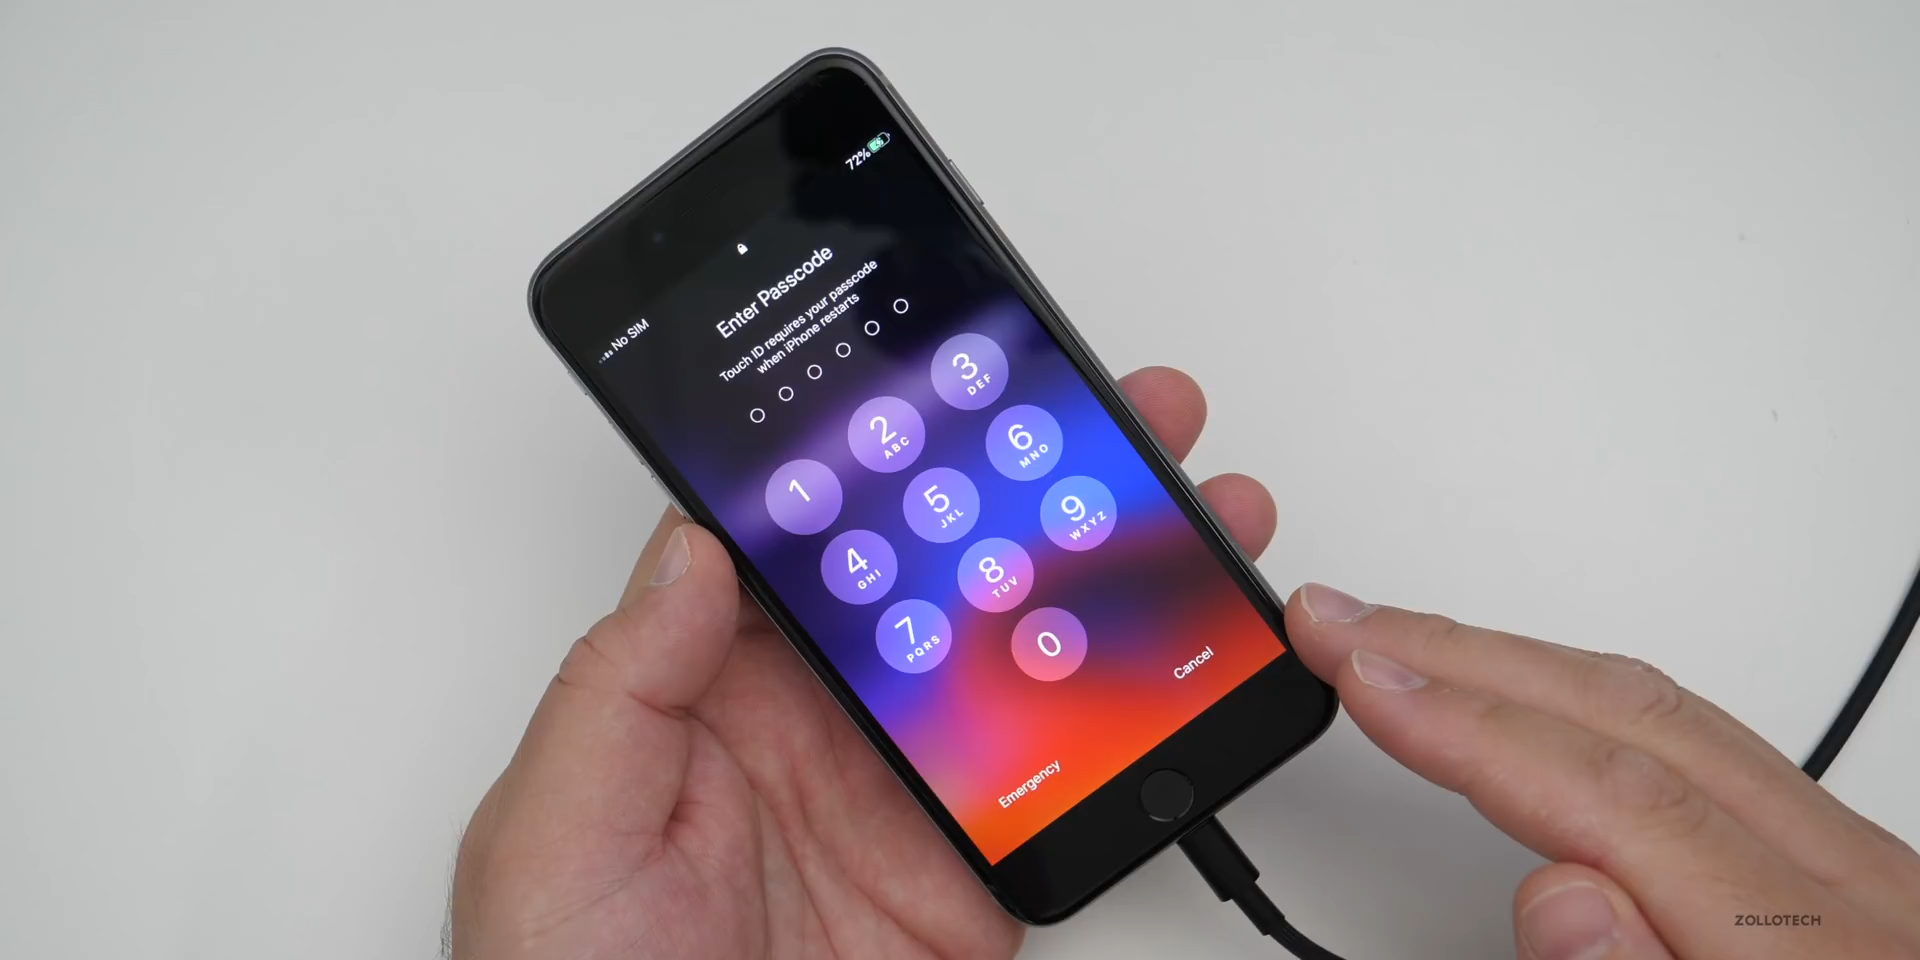 No SIM
72%
Enter Passcode
Touch ID requires your passcode
when iPhone restarts
1
2
ABC
3
DEF
4
GHI
5
JKL
6
MNO
7
PQRS
8
TUV
9
WXYZ
0
Emergency
Cancel
ZOLLOTECH